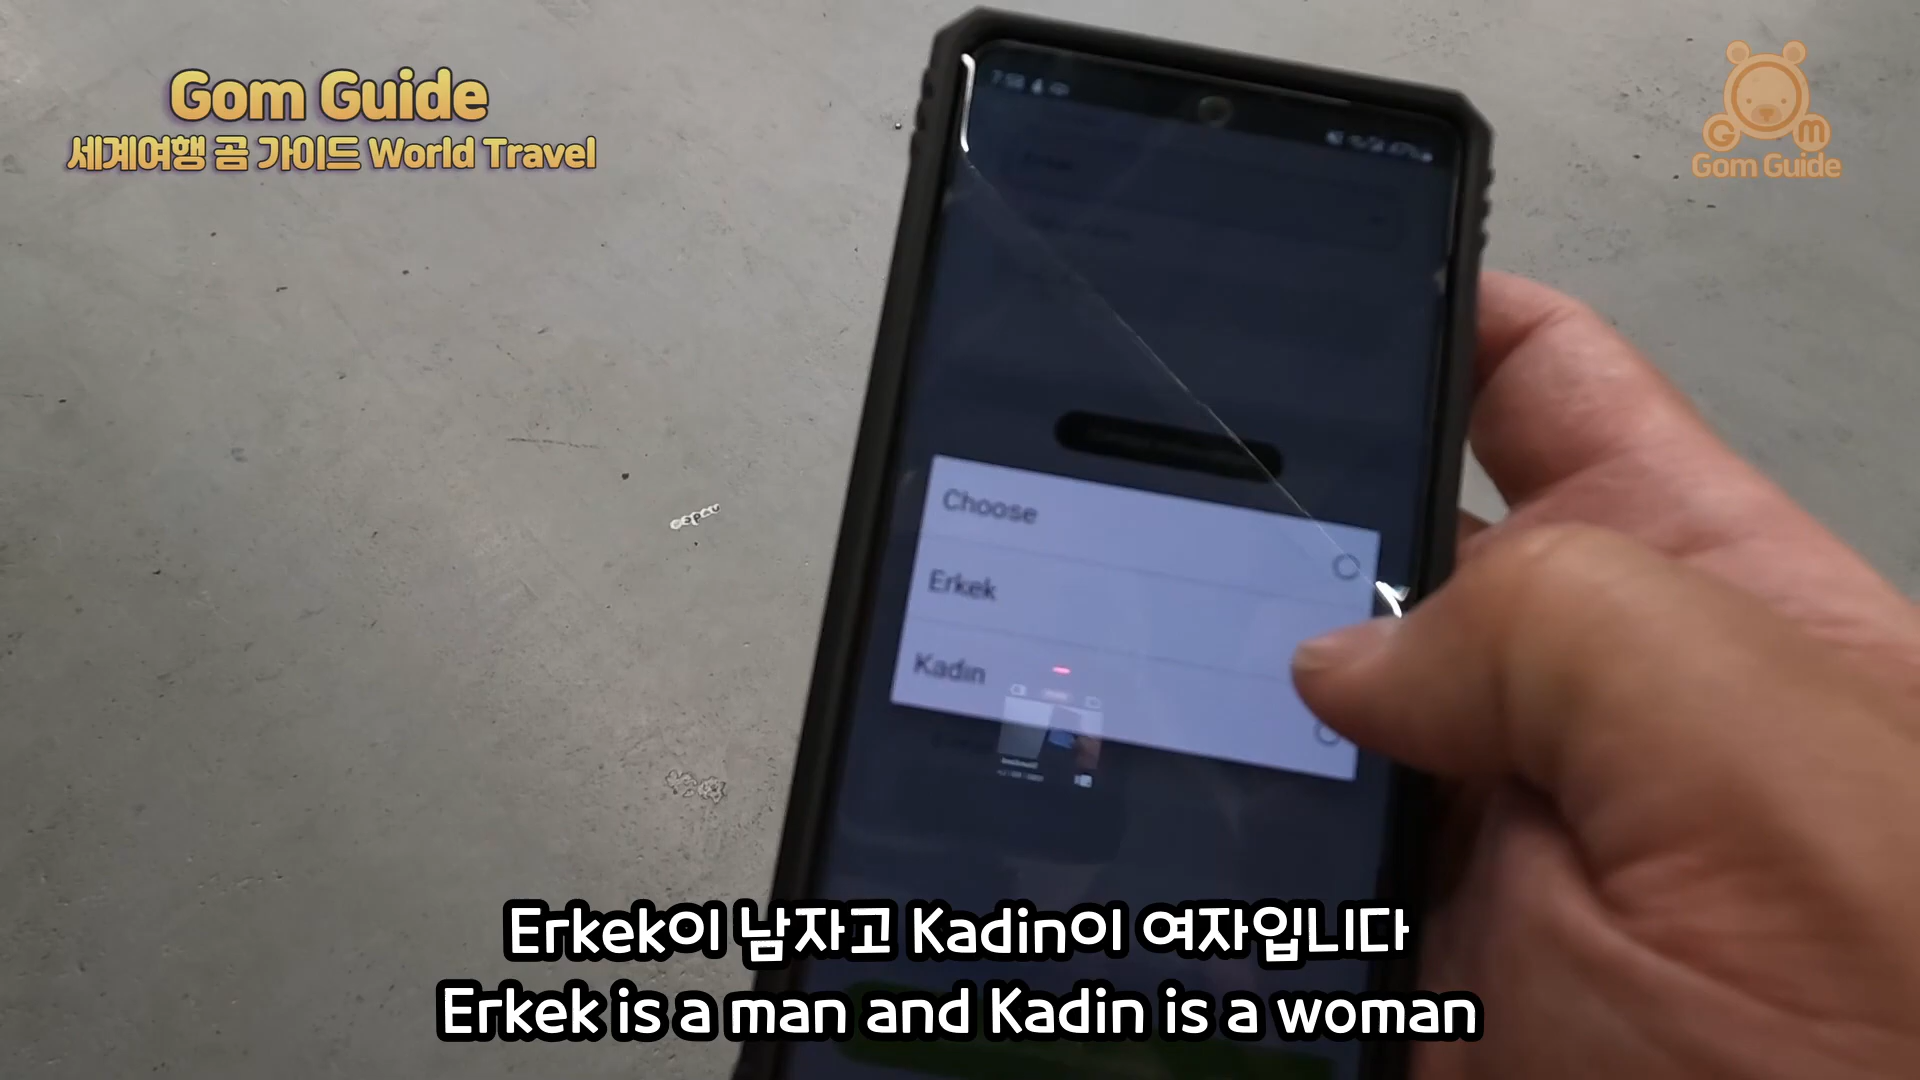 Gom Guide
세계여행 곰 가이드 World Travel
G m
Gom Guide
Choose
Erkek
Kadın
Erkek이 남자고 Kadin이 여자입니다
Erkek is a man and Kadin is a woman